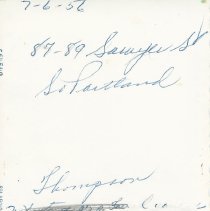 7-6-56
87-89 Sawyer St
So Portland
Thompson